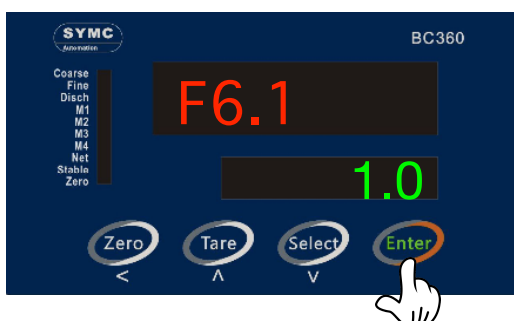 SYMC
Automation
BC360
Coarse
Fine
Disch
M1
M2
M3
M4
Net
Stable
Zero
F6.1
1.0
Zero
Tare
Select
Enter
<
Λ
V